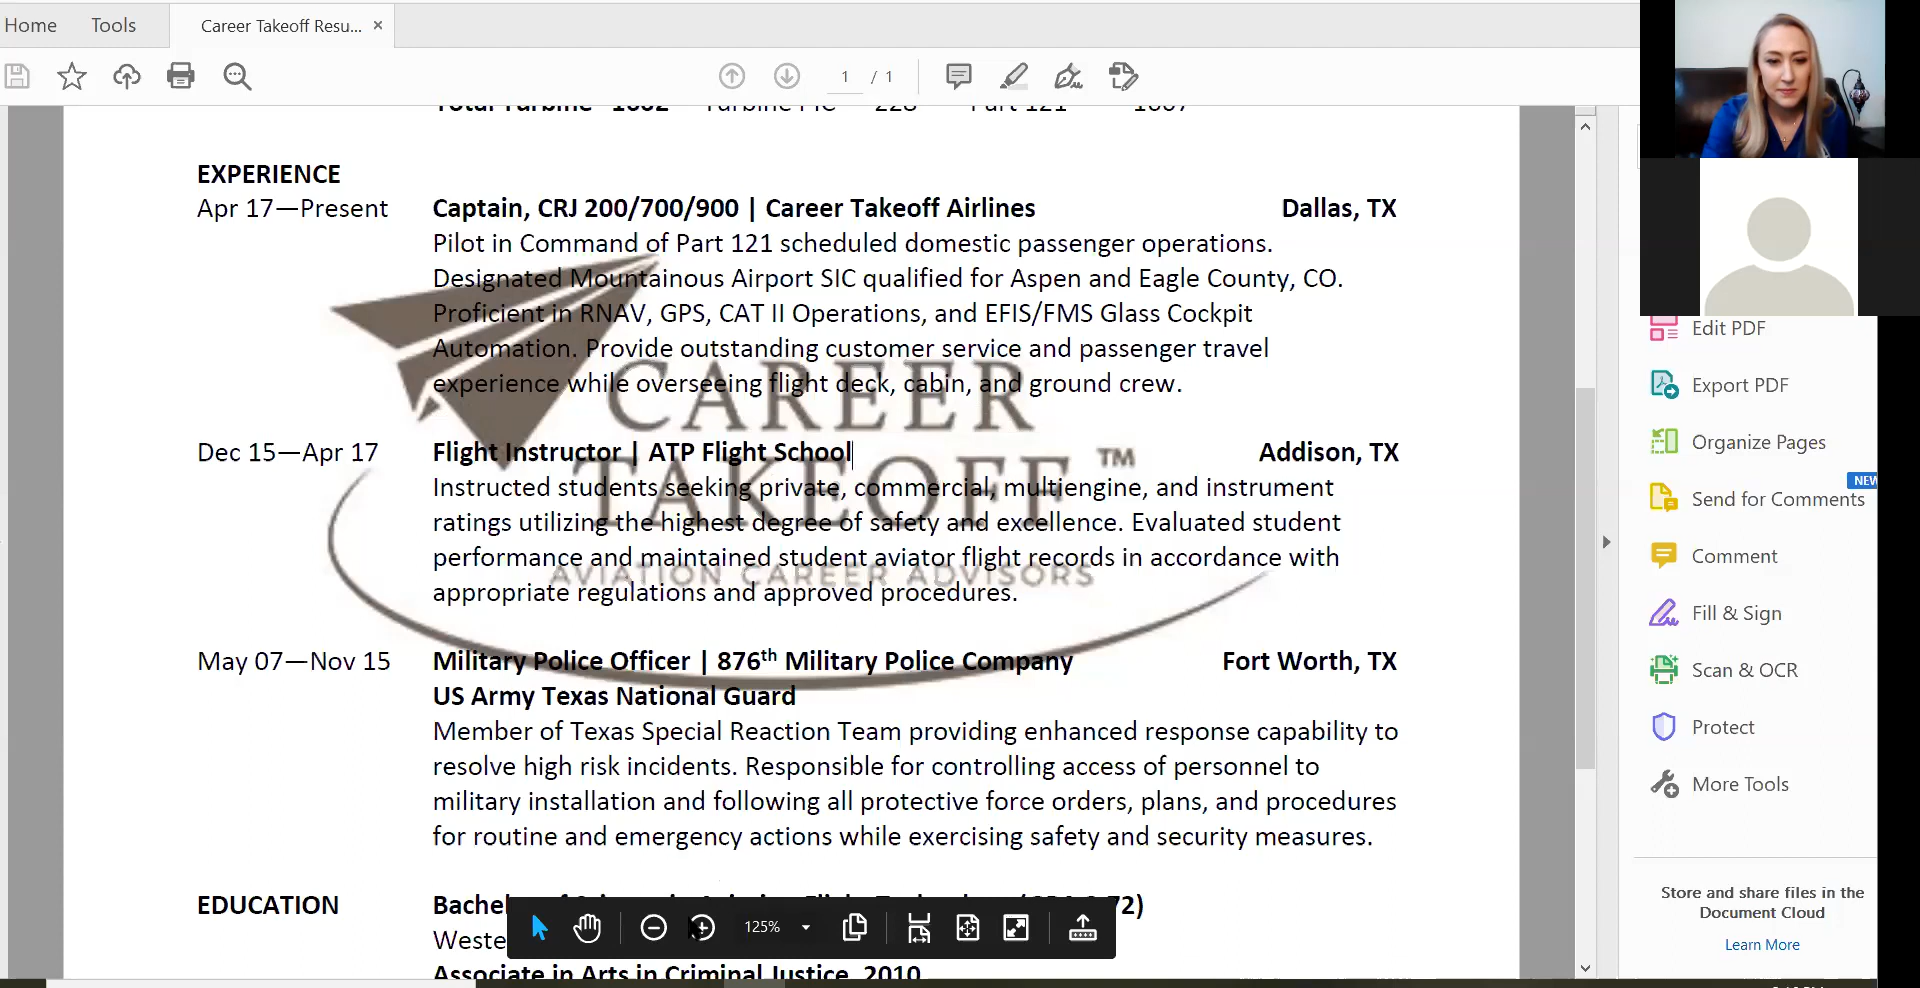 Home Tools Career Takeoff Resu... ×
1 / 1
Total Turbine 1662 Turbine PIC 228 Part 121 1667
EXPERIENCE
Apr 17—Present Captain, CRJ 200/700/900 | Career Takeoff Airlines Dallas, TX
Pilot in Command of Part 121 scheduled domestic passenger operations.
Designated Mountainous Airport SIC qualified for Aspen and Eagle County, CO.
Proficient in RNAV, GPS, CAT II Operations, and EFIS/FMS Glass Cockpit
Automation. Provide outstanding customer service and passenger travel
experience while overseeing flight deck, cabin, and ground crew.
CAREER
Dec 15—Apr 17 Flight Instructor | ATP Flight School Addison, TX
TAKEOFF ™
Instructed students seeking private, commercial, multiengine, and instrument
ratings utilizing the highest degree of safety and excellence. Evaluated student
performance and maintained student aviator flight records in accordance with
AVIATION CAREER ADVISORS
appropriate regulations and approved procedures.
May 07—Nov 15 Military Police Officer | 876th Military Police Company Fort Worth, TX
US Army Texas National Guard
Member of Texas Special Reaction Team providing enhanced response capability to
resolve high risk incidents. Responsible for controlling access of personnel to
military installation and following all protective force orders, plans, and procedures
for routine and emergency actions while exercising safety and security measures.
EDUCATION
Weste
Associate in Arts in Criminal Justice, 2010
125%
Edit PDF
Export PDF
Organize Pages
NEW
Send for Comments
Comment
Fill & Sign
Scan & OCR
Protect
More Tools
Store and share files in the
Document Cloud
Learn More